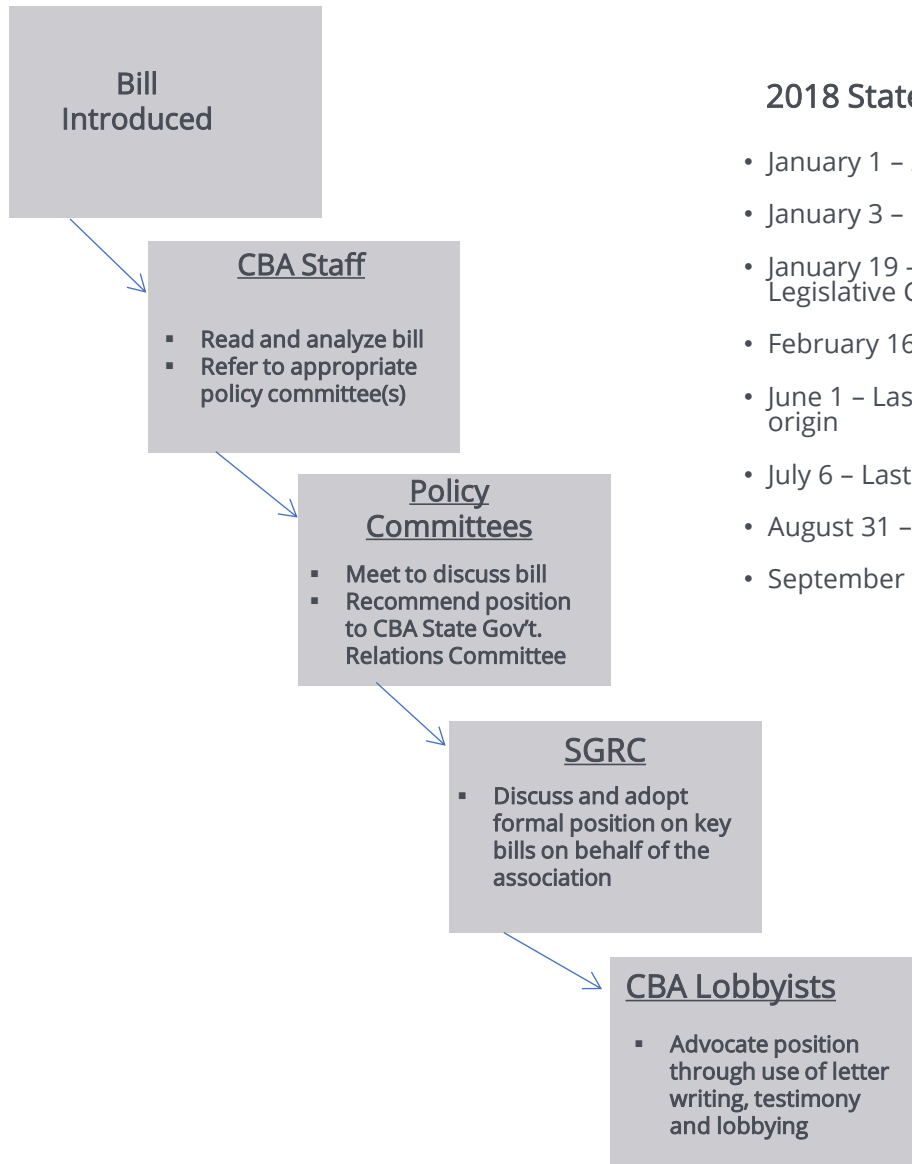 Bill
Introduced
CBA Staff
▪ Read and analyze bill
▪ Refer to appropriate
policy committee(s)
Policy
Committees
▪ Meet to discuss bill
▪ Recommend position
to CBA State Gov’t.
Relations Committee
SGRC
▪ Discuss and adopt
formal position on key
bills on behalf of the
association
CBA Lobbyists
▪ Advocate position
through use of letter
writing, testimony
and lobbying
2018 State
• January 1 –
• January 3 –
• January 19 –
Legislative
• February 16
• June 1 – Las
origin
• July 6 – Last
• August 31 –
• September